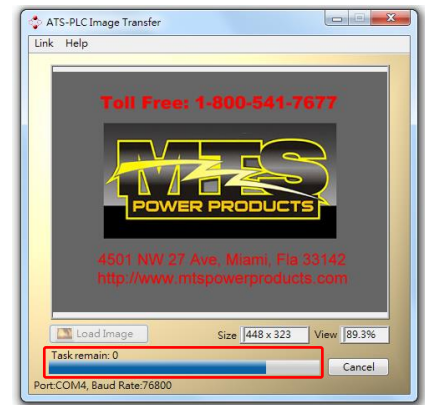 ATS-PLC Image Transfer
Link Help
Toll Free: 1-800-541-7677
MTS
POWER PRODUCTS
4501 NW 27 Ave, Miami, Fla 33142
http://www.mtspowerproducts.com
Load Image Size 448 x 323 View 89.3%
Task remain: 0
Cancel
Port:COM4, Baud Rate:76800